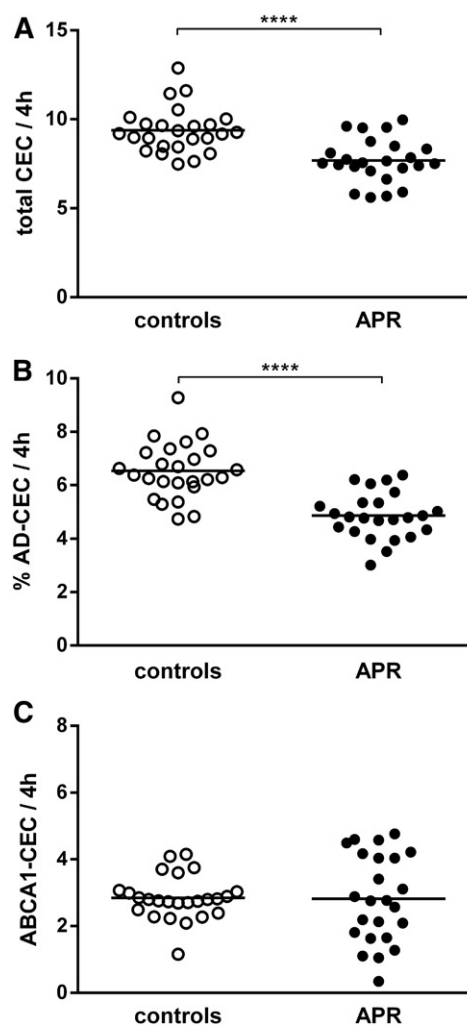 A
****
total CEC / 4h
15
10
5
0
controls APR
B
****
% AD-CEC / 4h
10
8
6
4
2
0
controls APR
C
ABCA1-CEC / 4h
8
6
4
2
0
controls APR